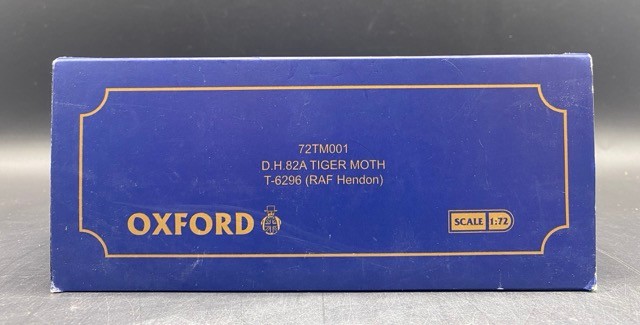 72TM001
D.H.82A TIGER MOTH
T-6296 (RAF Hendon)
OXFORD
SCALE 1:72